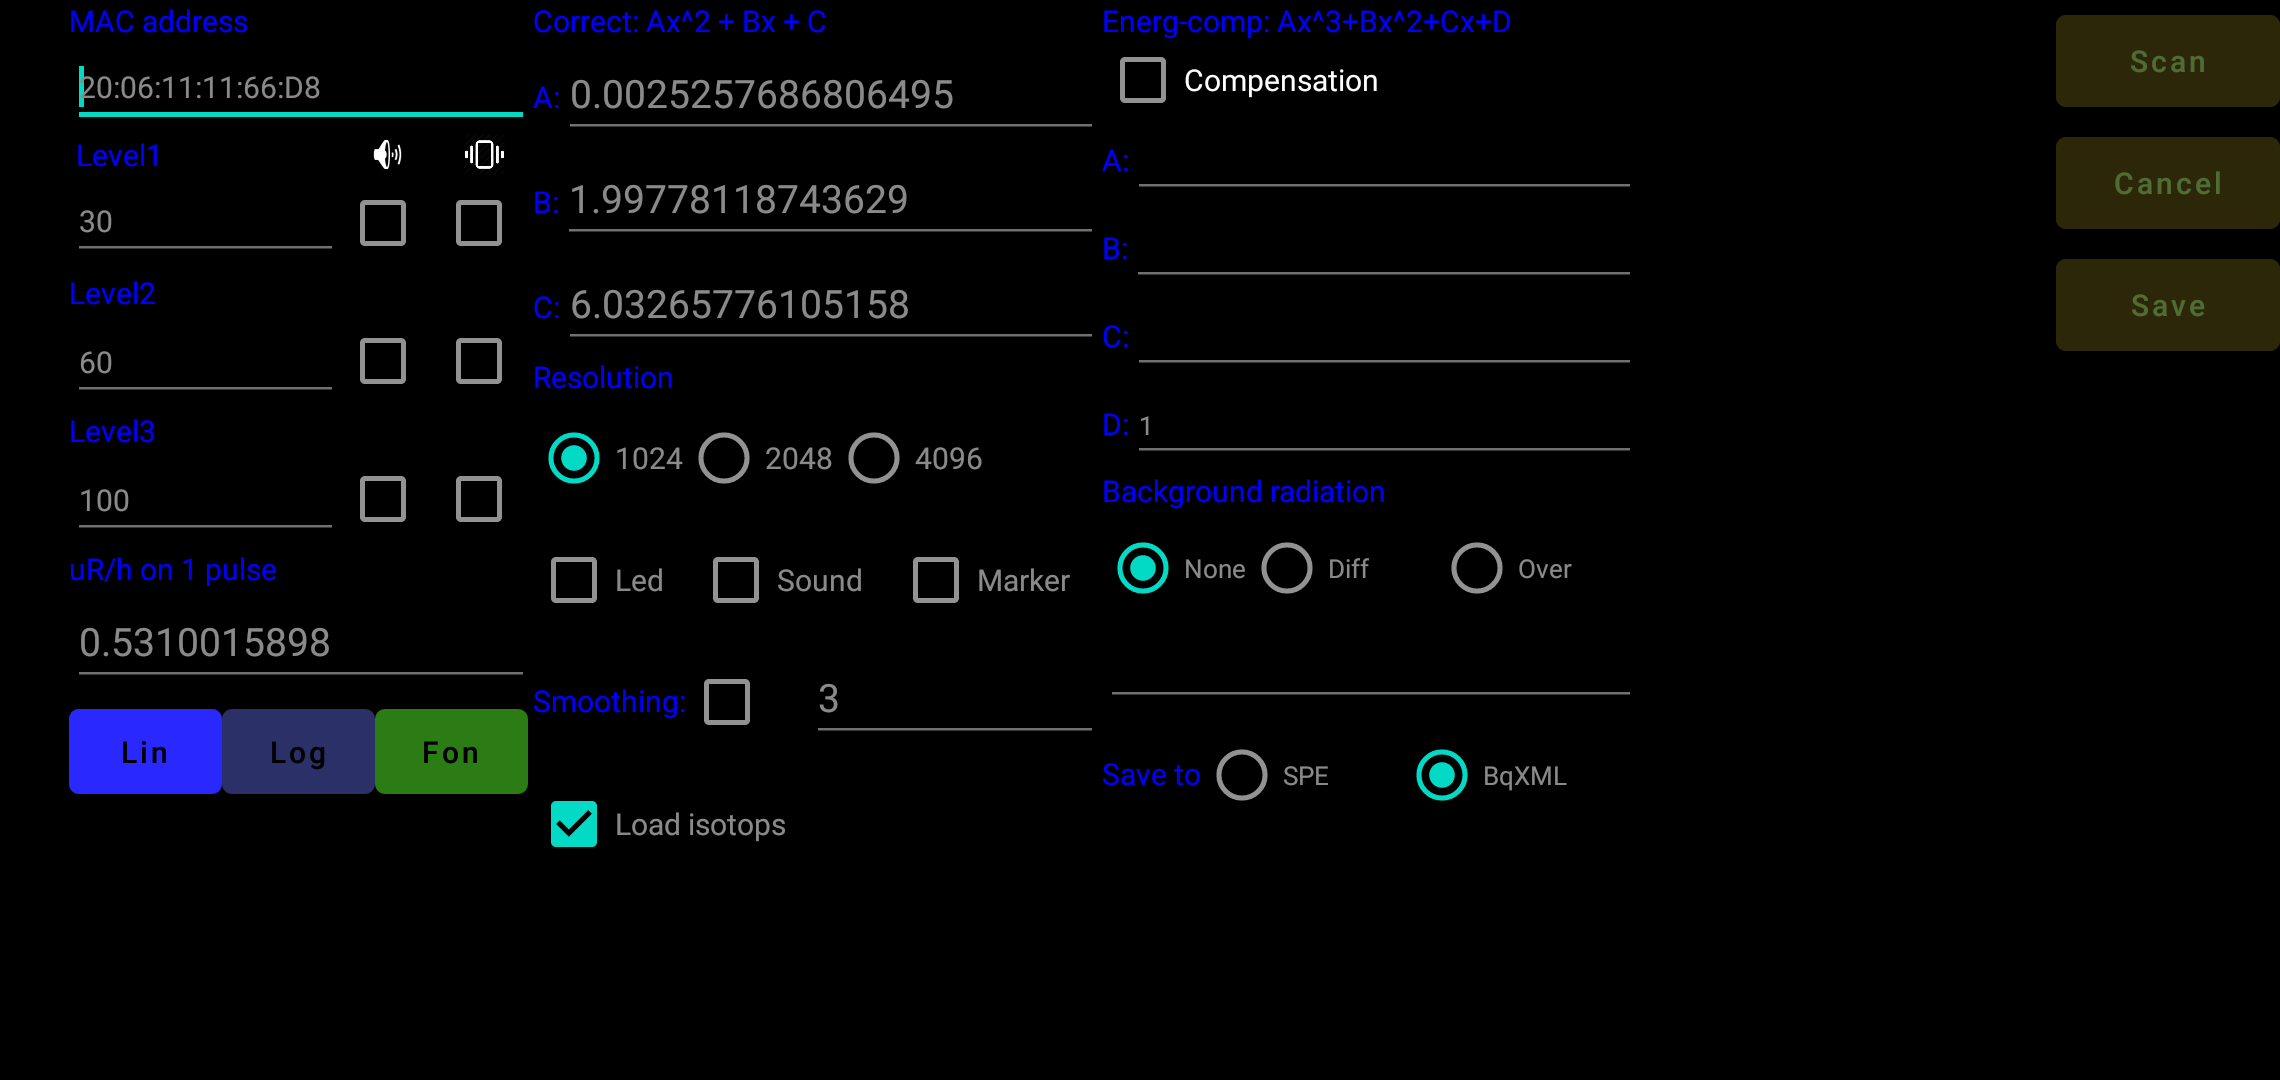 MAC address
20:06:11:11:66:D8
Level1
30
Level2
60
Level3
100
uR/h on 1 pulse
0.5310015898
Lin Log Fon
Correct: Ax^2 + Bx + C
A: 0.0025257686806495
B: 1.99778118743629
C: 6.03265776105158
Resolution
1024 2048 4096
Led Sound Marker
Smoothing: 3
Load isotops
Energ-comp: Ax^3+Bx^2+Cx+D
Compensation
A:
B:
C:
D: 1
Background radiation
None Diff Over
Save to SPE BqXML
Scan
Cancel
Save